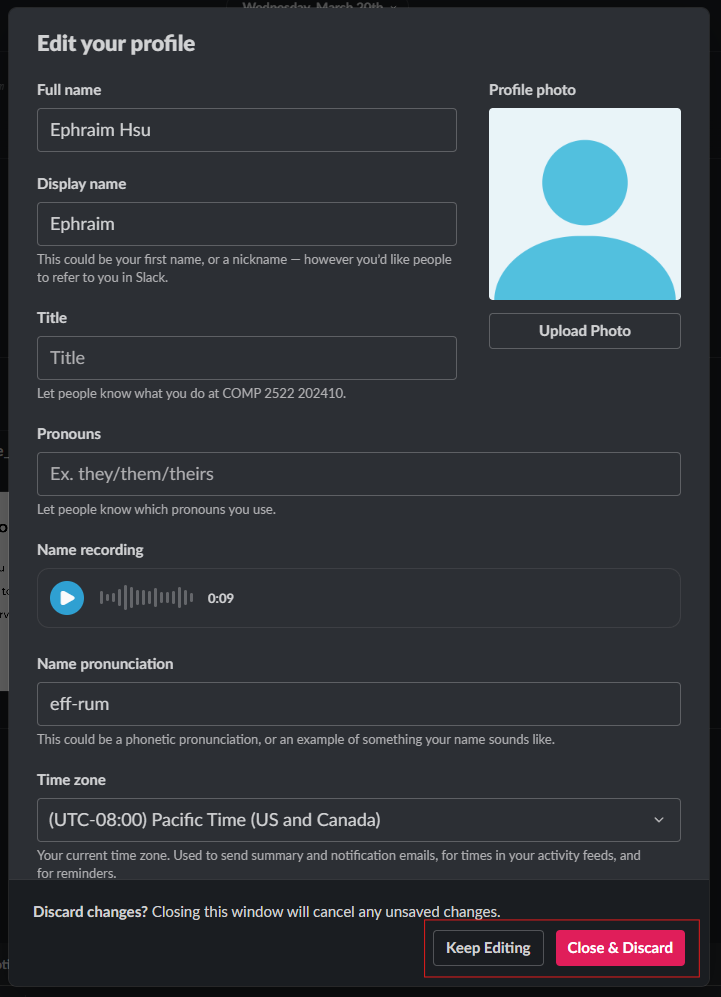 Wednesday, March 20th
Edit your profile
Full name
Profile photo
Ephraim Hsu
Display name
Ephraim
This could be your first name, or a nickname — however you'd like people
to refer to you in Slack.
Upload Photo
Title
Title
Let people know what you do at COMP 2522 202410.
Pronouns
Ex. they/them/theirs
Let people know which pronouns you use.
Name recording
0:09
Name pronunciation
eff-rum
This could be a phonetic pronunciation, or an example of something your name sounds like.
Time zone
(UTC-08:00) Pacific Time (US and Canada)
Your current time zone. Used to send summary and notification emails, for times in your activity feeds, and
for reminders.
Discard changes? Closing this window will cancel any unsaved changes.
Keep Editing
Close & Discard